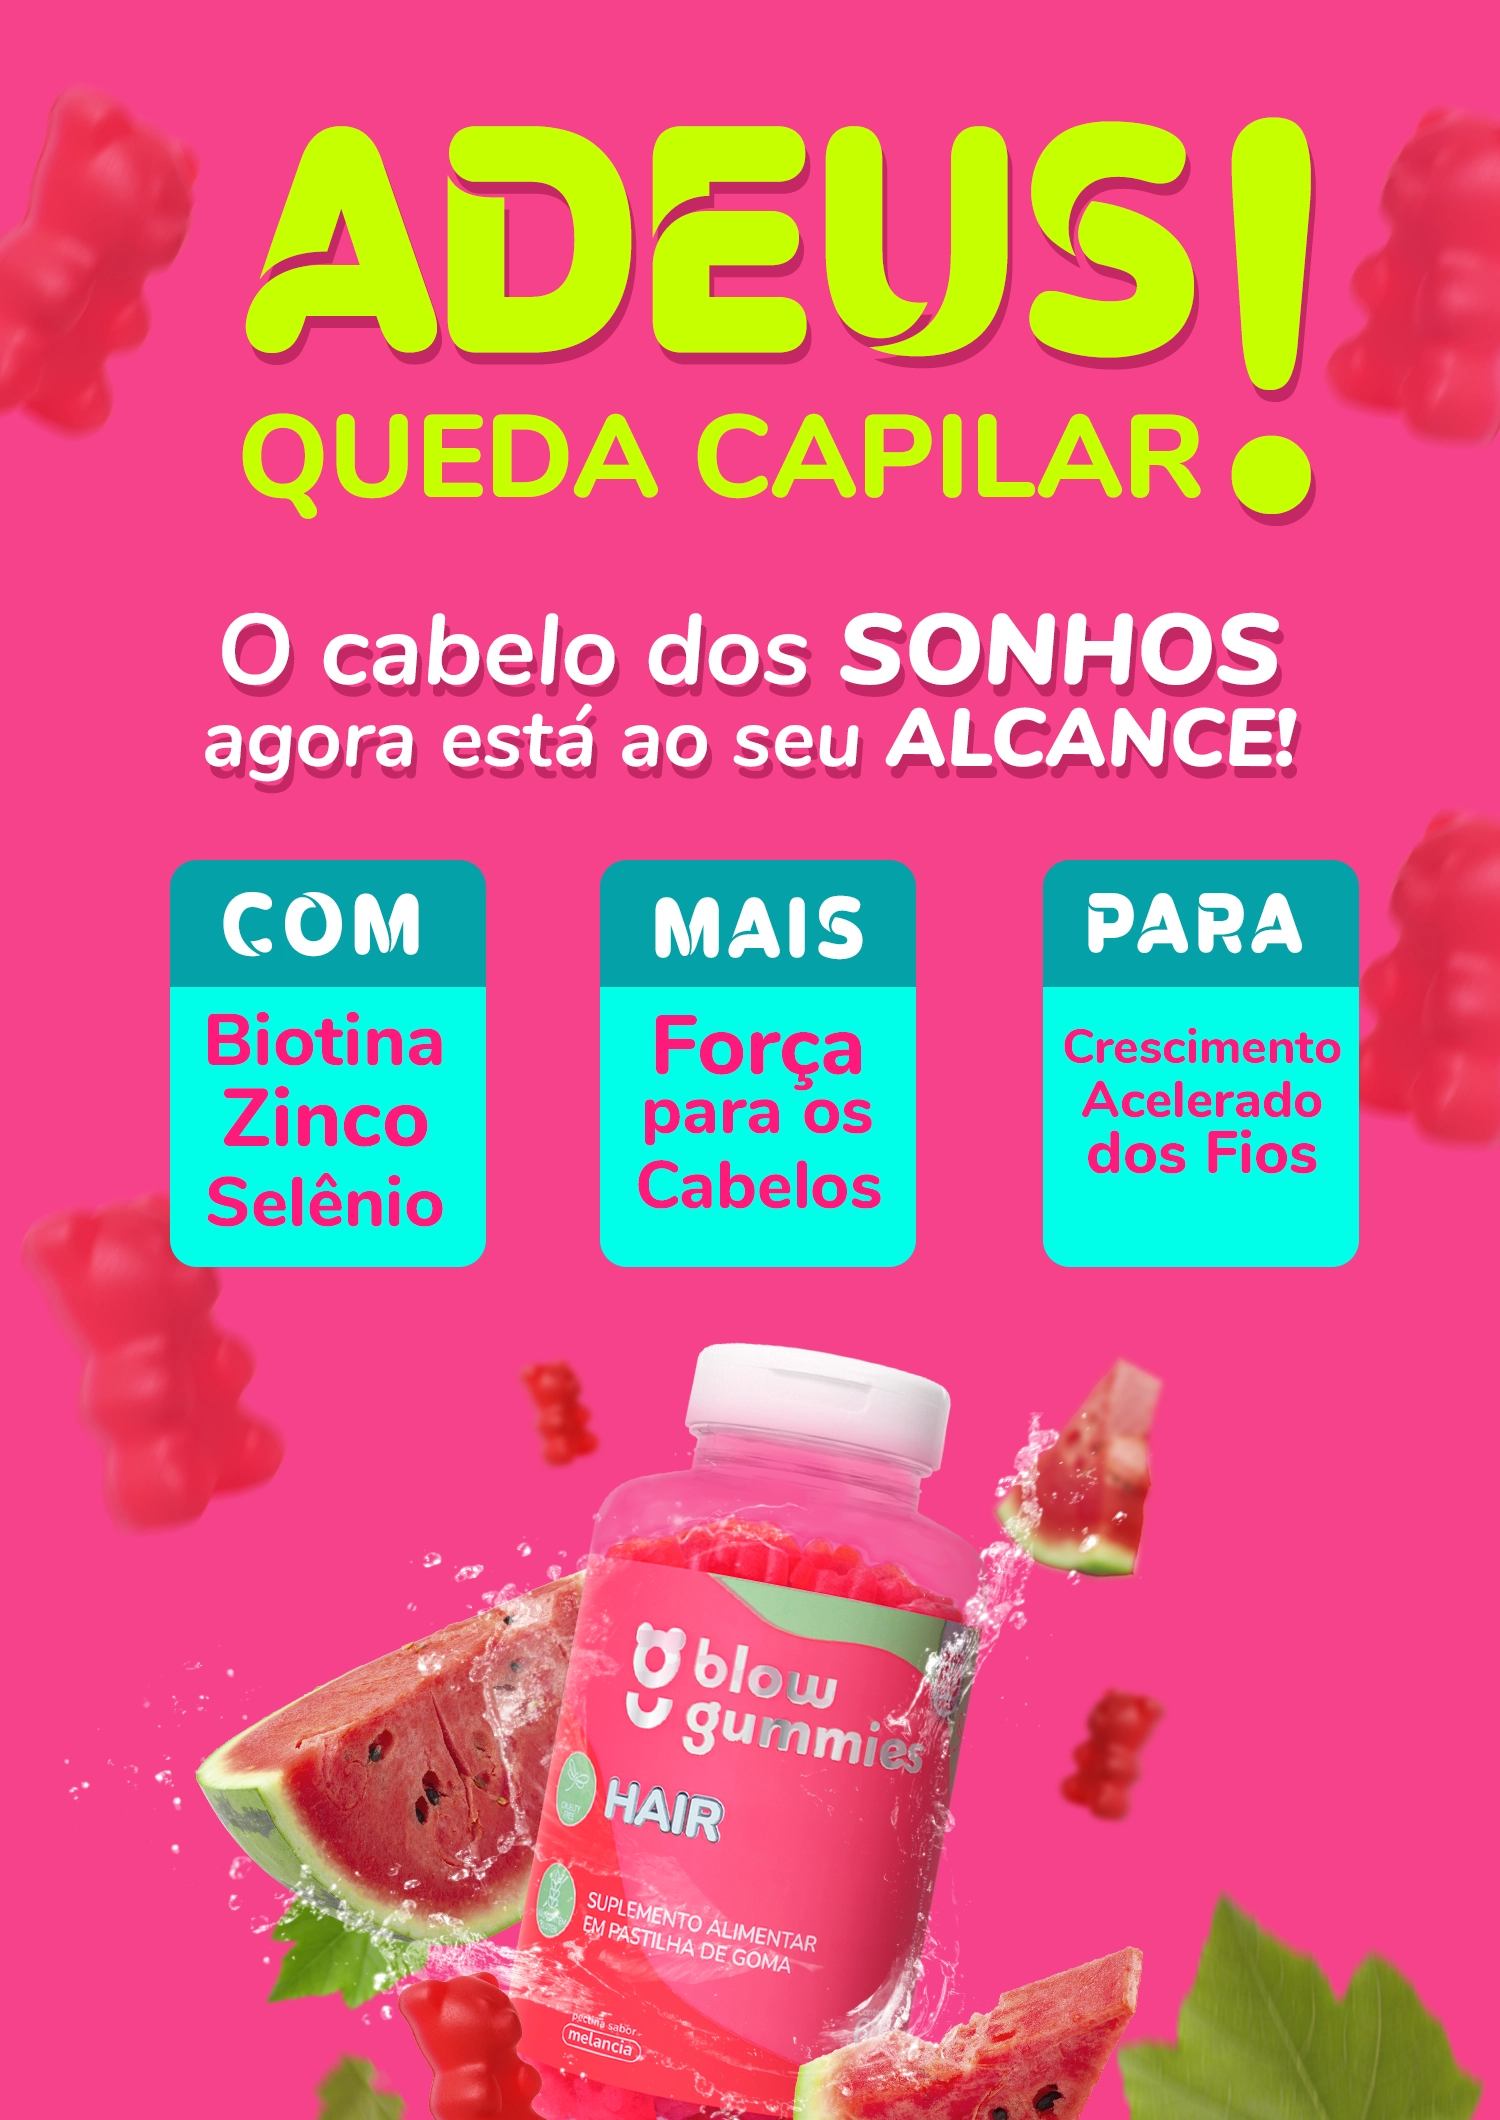 ADEUS!
QUEDA CAPILAR
O cabelo dos SONHOS
agora está ao seu ALCANCE!
COM
Biotina
Zinco
Selênio
MAIS
Força
para os
Cabelos
PARA
Crescimento
Acelerado
dos Fios
blow
gummies
HAIR
SUPLEMENTO ALIMENTAR
EM PASTILHA DE GOMA
pectina sabor
melancia